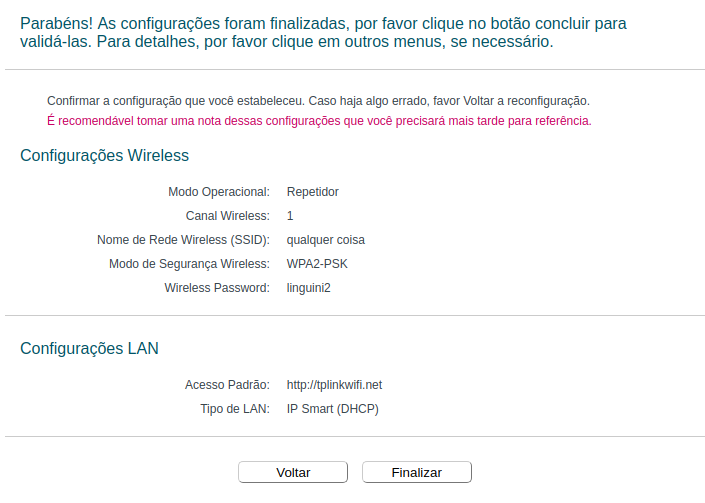 Parabéns! As configurações foram finalizadas, por favor clique no botão concluir para
validá-las. Para detalhes, por favor clique em outros menus, se necessário.
Confirmar a configuração que você estabeleceu. Caso haja algo errado, favor Voltar a reconfiguração.
É recomendável tomar uma nota dessas configurações que você precisará mais tarde para referência.
Configurações Wireless
Modo Operacional: Repetidor
Canal Wireless: 1
Nome de Rede Wireless (SSID): qualquer coisa
Modo de Segurança Wireless: WPA2-PSK
Wireless Password: linguini2
Configurações LAN
Acesso Padrão: http://tplinkwifi.net
Tipo de LAN: IP Smart (DHCP)
Voltar Finalizar